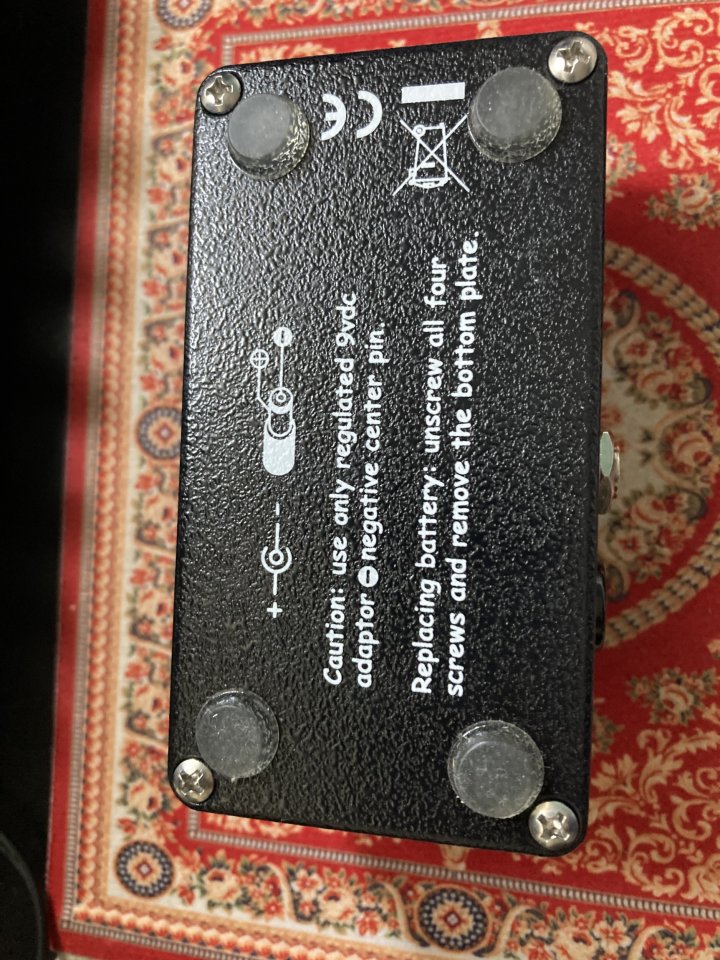 CE
+ -
Caution: use only regulated 9vdc
adaptor⊖negative center pin.
Replacing battery: unscrew all four
screws and remove the bottom plate.